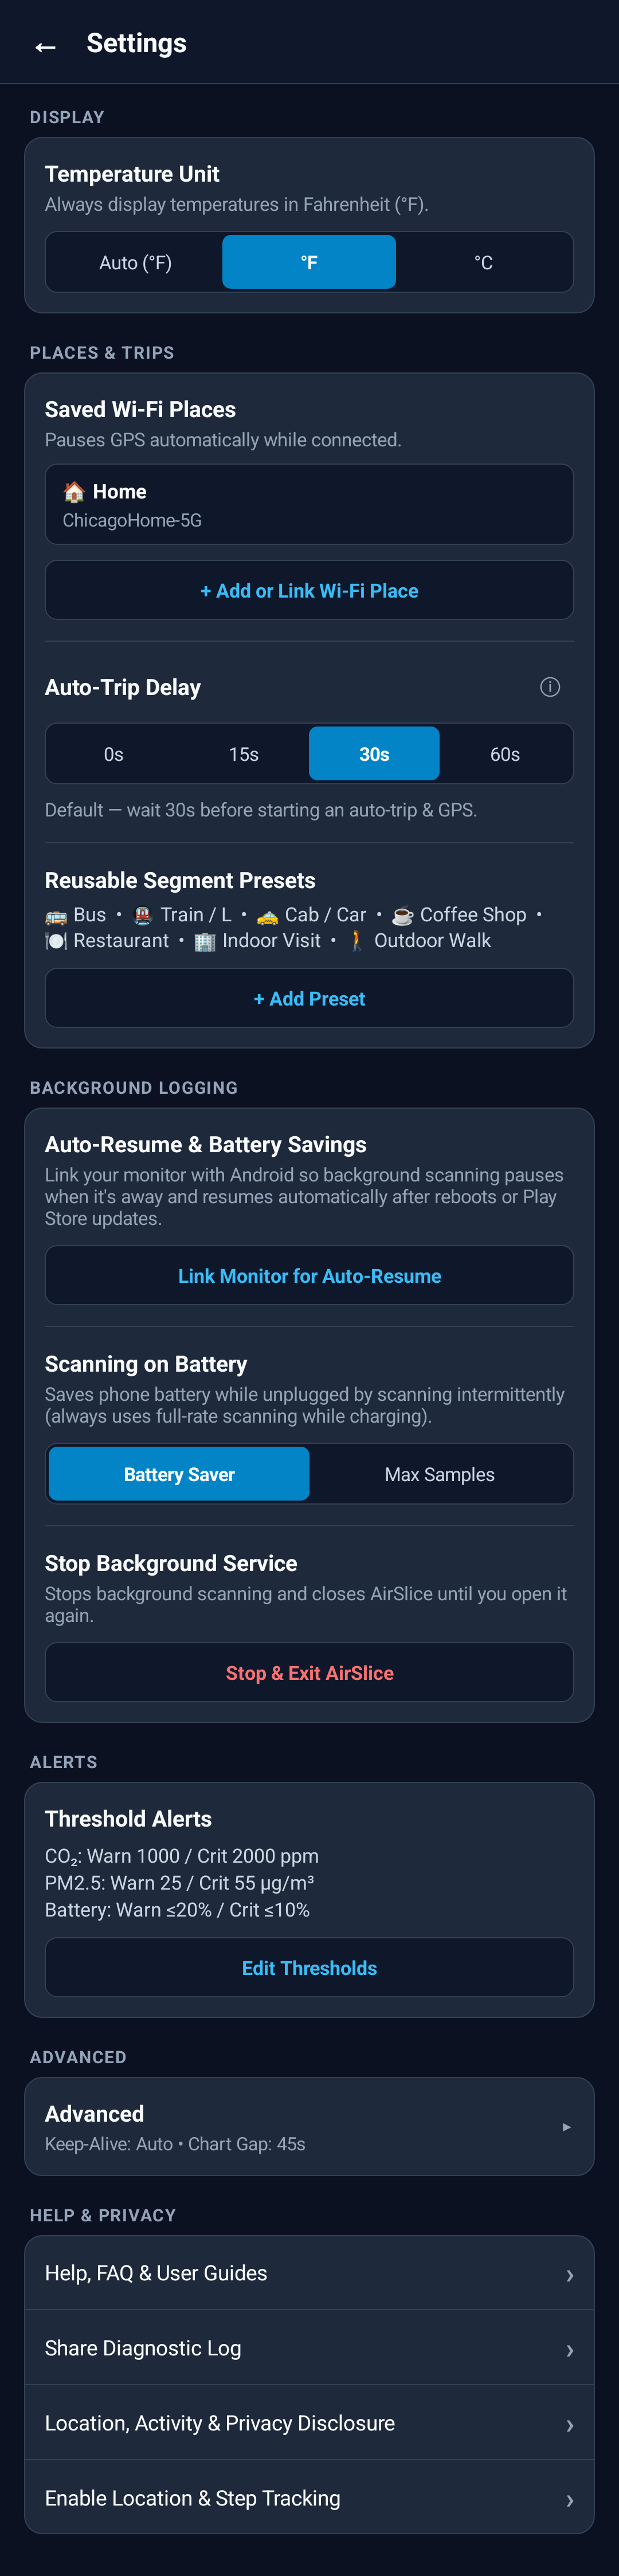 ← Settings
DISPLAY
Temperature Unit
Always display temperatures in Fahrenheit (°F).
Auto (°F) °F °C
PLACES & TRIPS
Saved Wi-Fi Places
Pauses GPS automatically while connected.
🏠 Home
ChicagoHome-5G
+ Add or Link Wi-Fi Place
Auto-Trip Delay ⓘ
0s 15s 30s 60s
Default — wait 30s before starting an auto-trip & GPS.
Reusable Segment Presets
🚌 Bus • 🚇 Train / L • 🚕 Cab / Car • ☕ Coffee Shop •
🍽️ Restaurant • 🏢 Indoor Visit • 🚶 Outdoor Walk
+ Add Preset
BACKGROUND LOGGING
Auto-Resume & Battery Savings
Link your monitor with Android so background scanning pauses
when it's away and resumes automatically after reboots or Play
Store updates.
Link Monitor for Auto-Resume
Scanning on Battery
Saves phone battery while unplugged by scanning intermittently
(always uses full-rate scanning while charging).
Battery Saver Max Samples
Stop Background Service
Stops background scanning and closes AirSlice until you open it
again.
Stop & Exit AirSlice
ALERTS
Threshold Alerts
CO₂: Warn 1000 / Crit 2000 ppm
PM2.5: Warn 25 / Crit 55 µg/m³
Battery: Warn ≤20% / Crit ≤10%
Edit Thresholds
ADVANCED
Advanced ▸
Keep-Alive: Auto • Chart Gap: 45s
HELP & PRIVACY
Help, FAQ & User Guides ›
Share Diagnostic Log ›
Location, Activity & Privacy Disclosure ›
Enable Location & Step Tracking ›